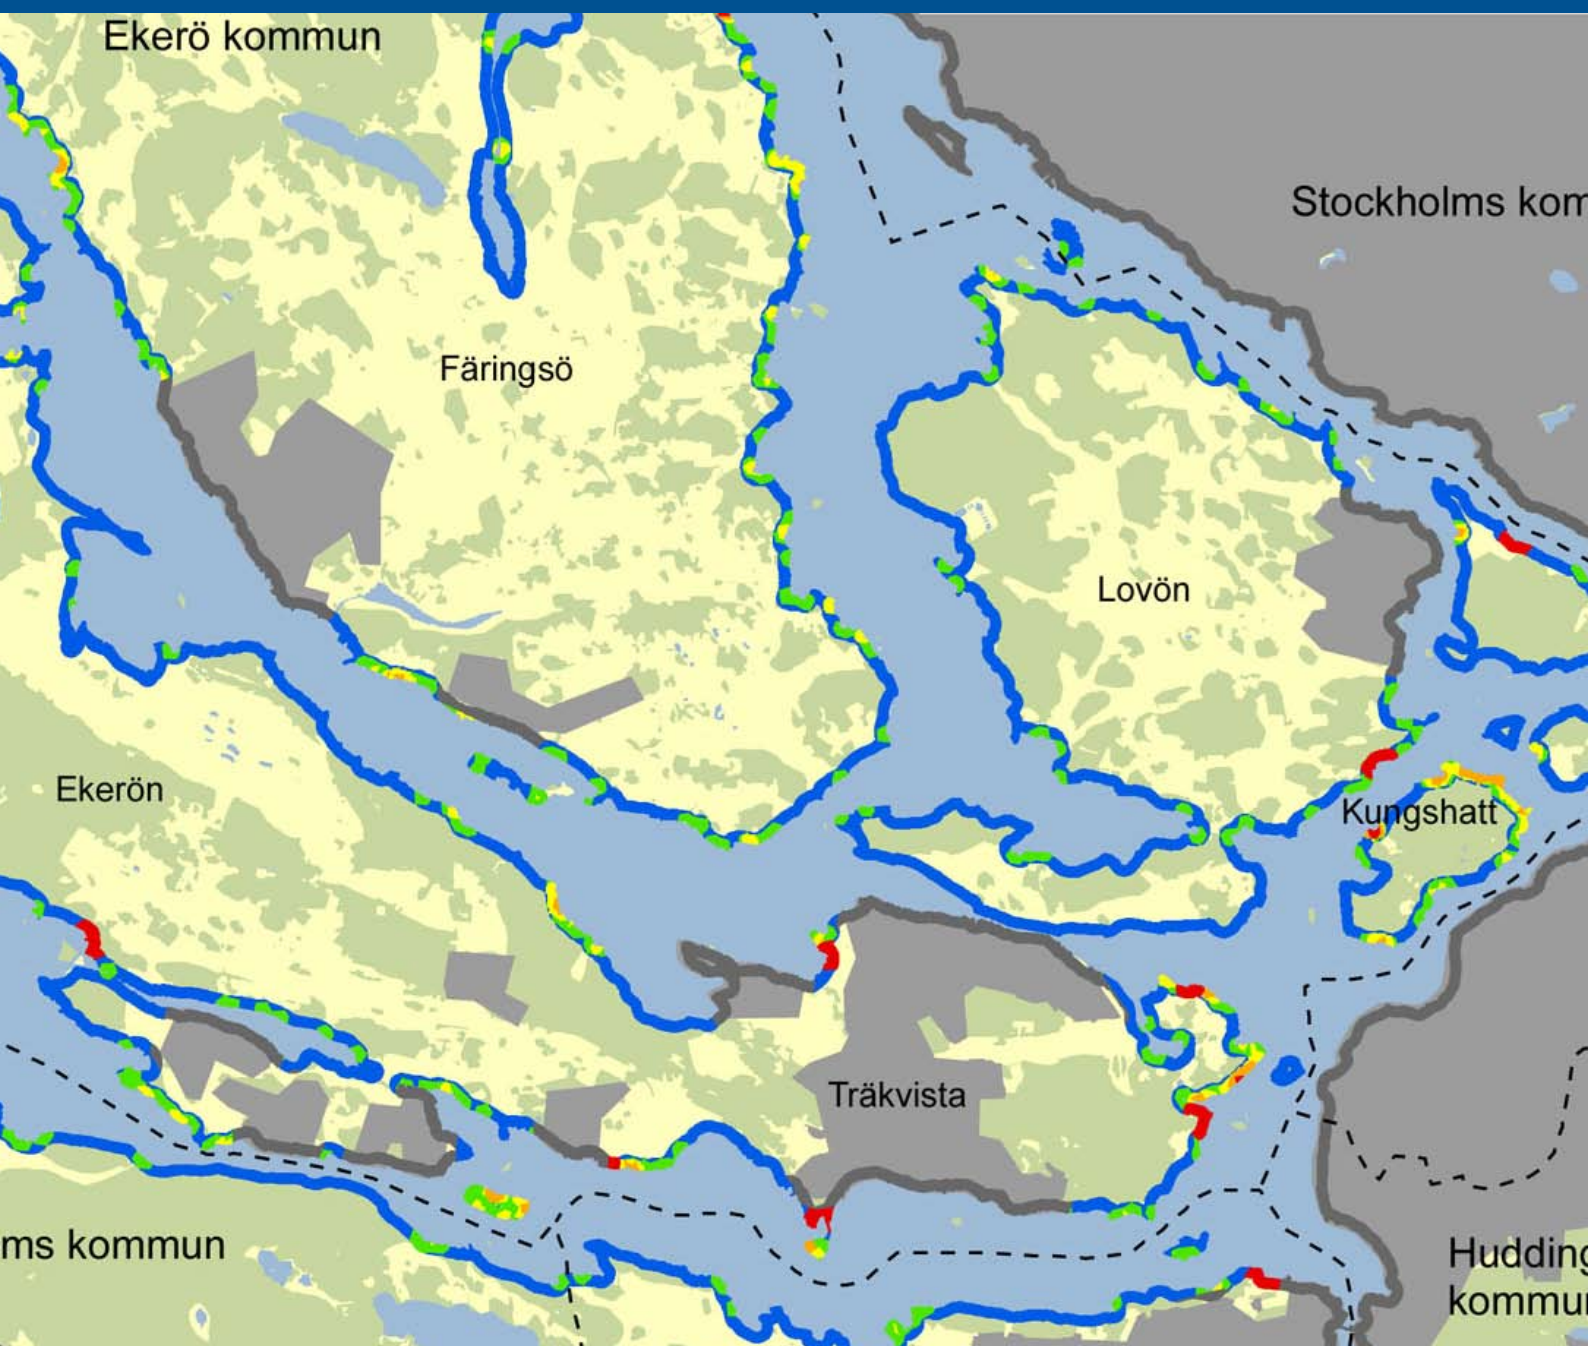 Ekerö kommun
Stockholms kom
Färingsö
Lovön
Ekerön
Kungshatt
Träkvista
ms kommun
Hudding
kommu